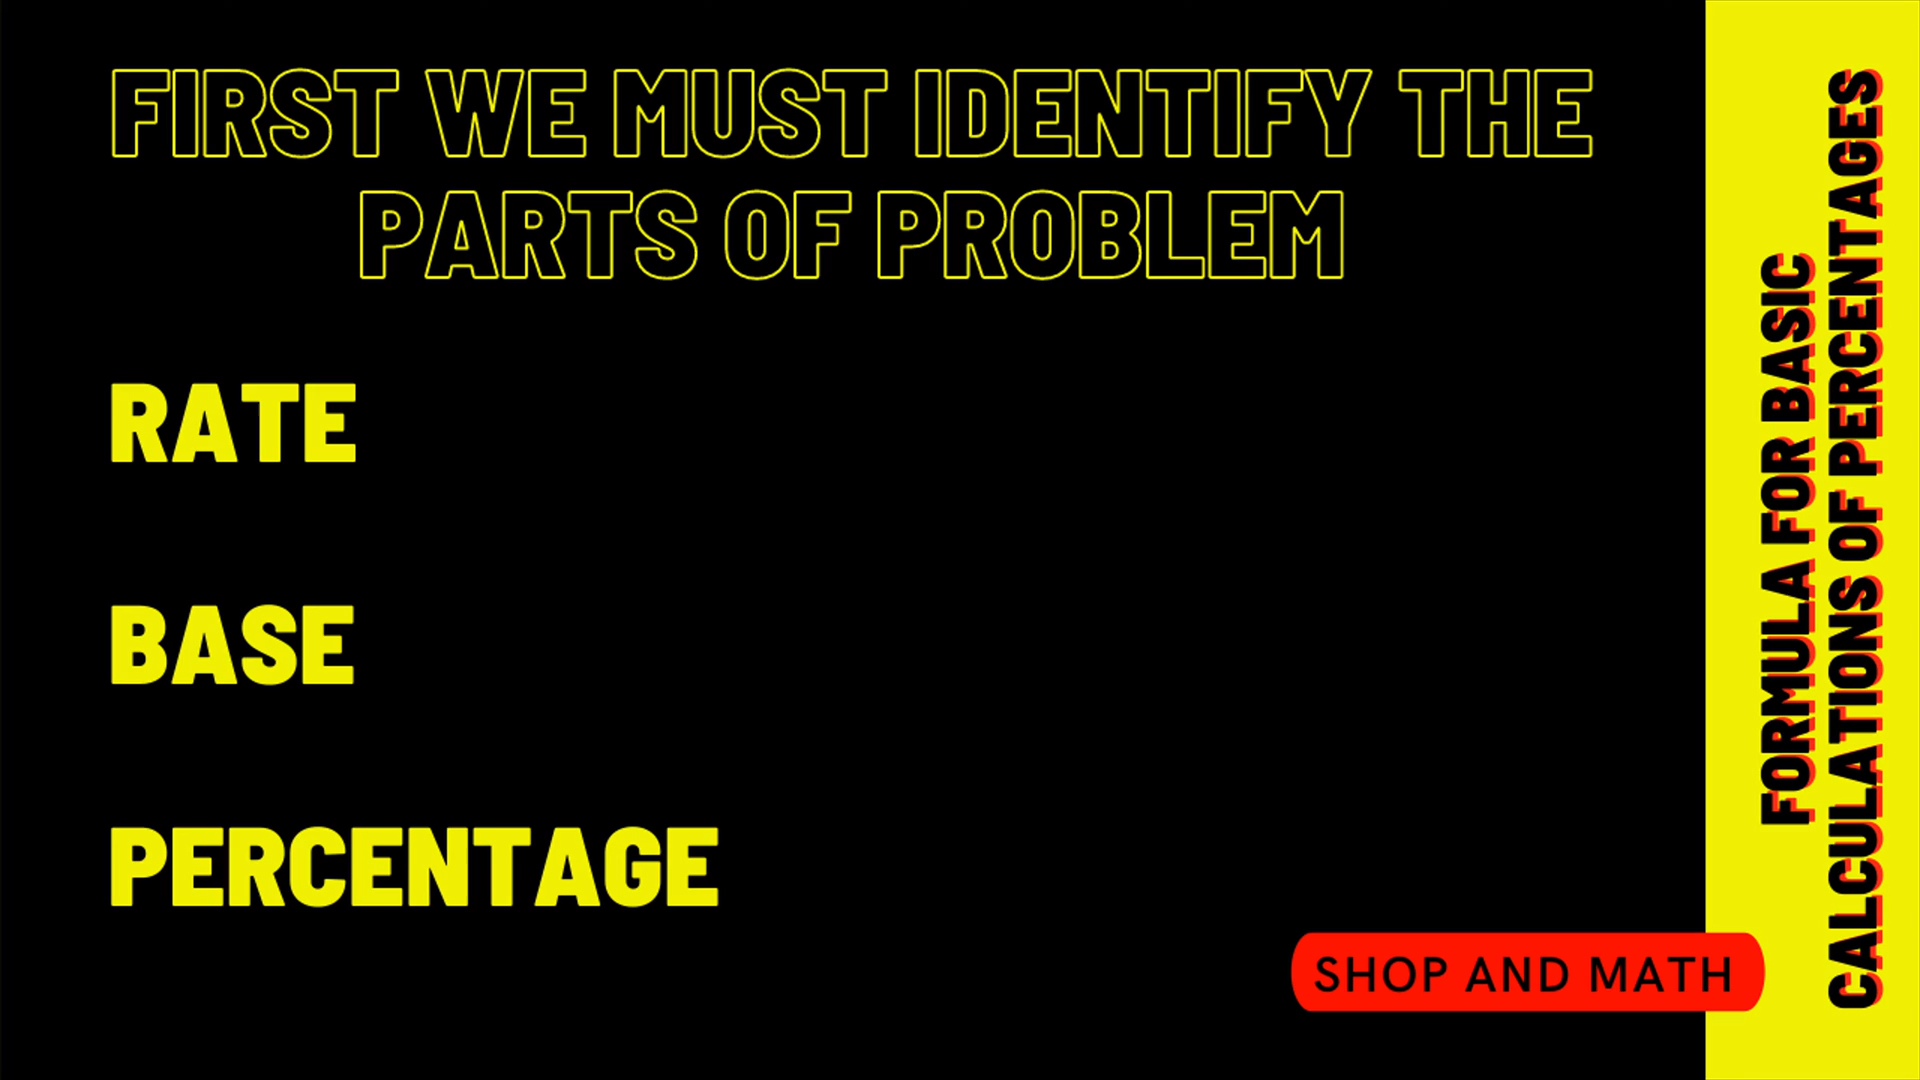 FIRST WE MUST IDENTIFY THE
PARTS OF PROBLEM
RATE
BASE
PERCENTAGE
SHOP AND MATH
FORMULA FOR BASIC
CALCULATIONS OF PERCENTAGES